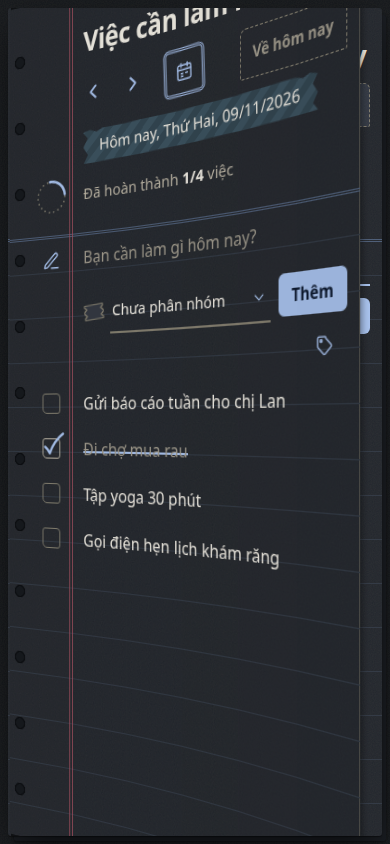 Việc cần làm
Về hôm nay
Hôm nay, Thứ Hai, 09/11/2026
Đã hoàn thành 1/4 việc
Bạn cần làm gì hôm nay?
Chưa phân nhóm
Thêm
Gửi báo cáo tuần cho chị Lan
Đi chợ mua rau
Tập yoga 30 phút
Gọi điện hẹn lịch khám răng